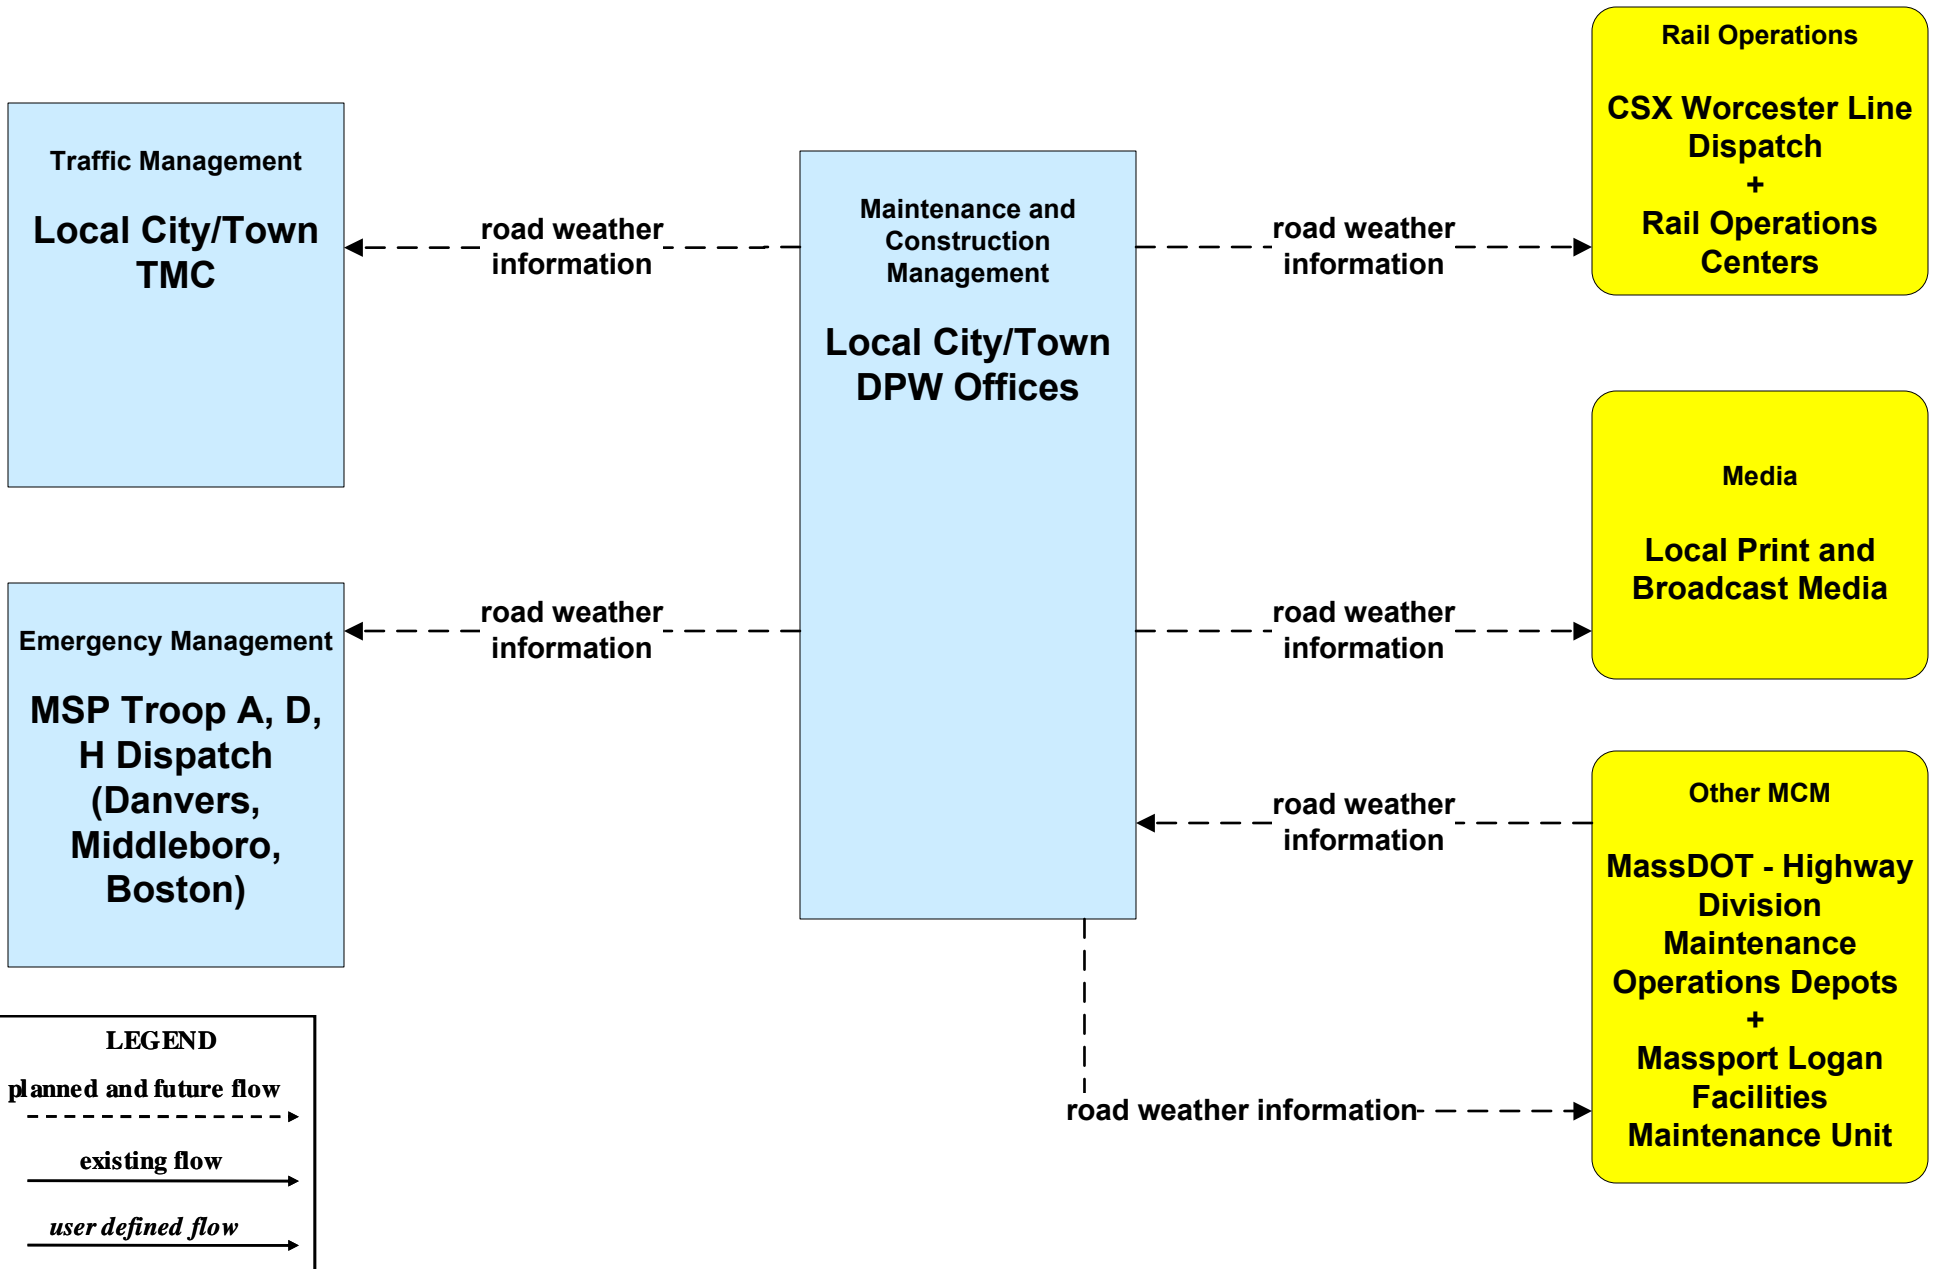 Traffic Management
Local City/Town
TMC
road weather
information
Emergency Management
MSP Troop A, D,
H Dispatch
(Danvers,
Middleboro,
Boston)
road weather
information
Maintenance and
Construction
Management
Local City/Town
DPW Offices
road weather
information
Rail Operations
CSX Worcester Line
Dispatch
+
Rail Operations
Centers
road weather
information
Media
Local Print and
Broadcast Media
road weather
information
road weather information
Other MCM
MassDOT - Highway
Division
Maintenance
Operations Depots
+
Massport Logan
Facilities
Maintenance Unit
LEGEND
planned and future flow
existing flow
user defined flow